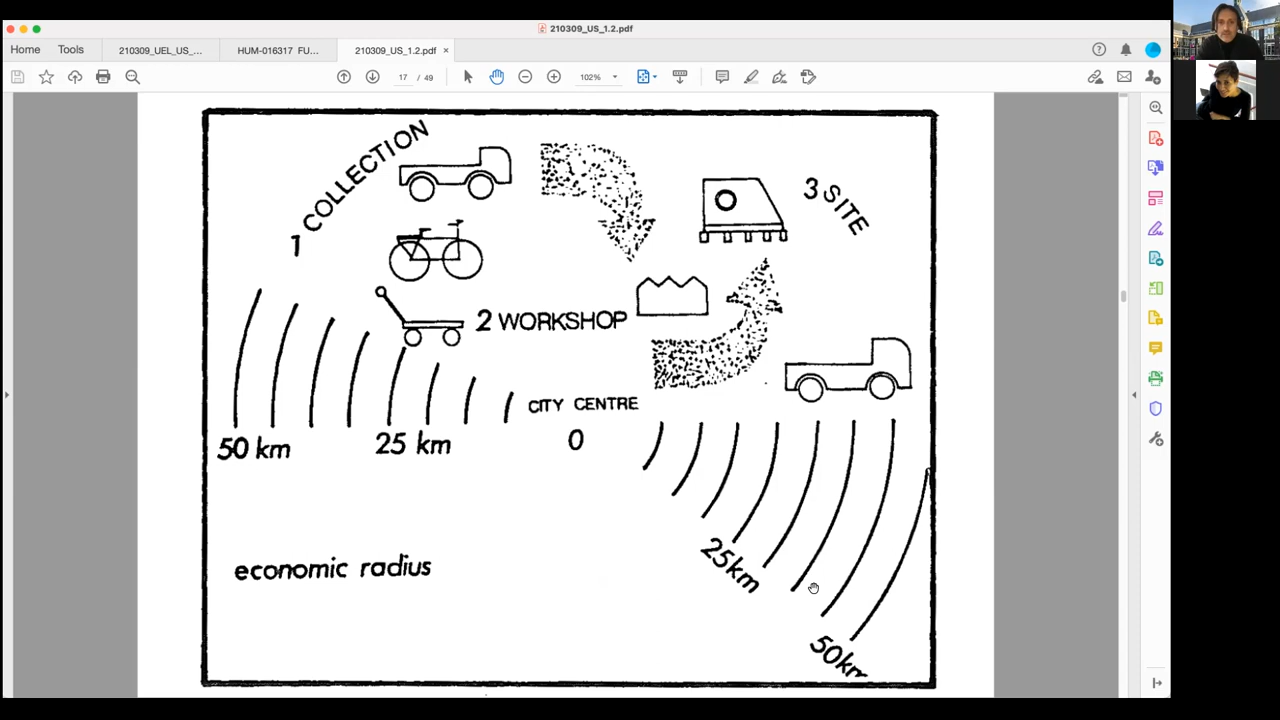 210309_US_1.2.pdf
Home
Tools
210309_UEL_US_...
HUM-016317 FU...
210309_US_1.2.pdf
17 / 49
102%
1 COLLECTION
3 SITE
2 WORKSHOP
CITY CENTRE
50 km
25 km
0
25km
50km
economic radius